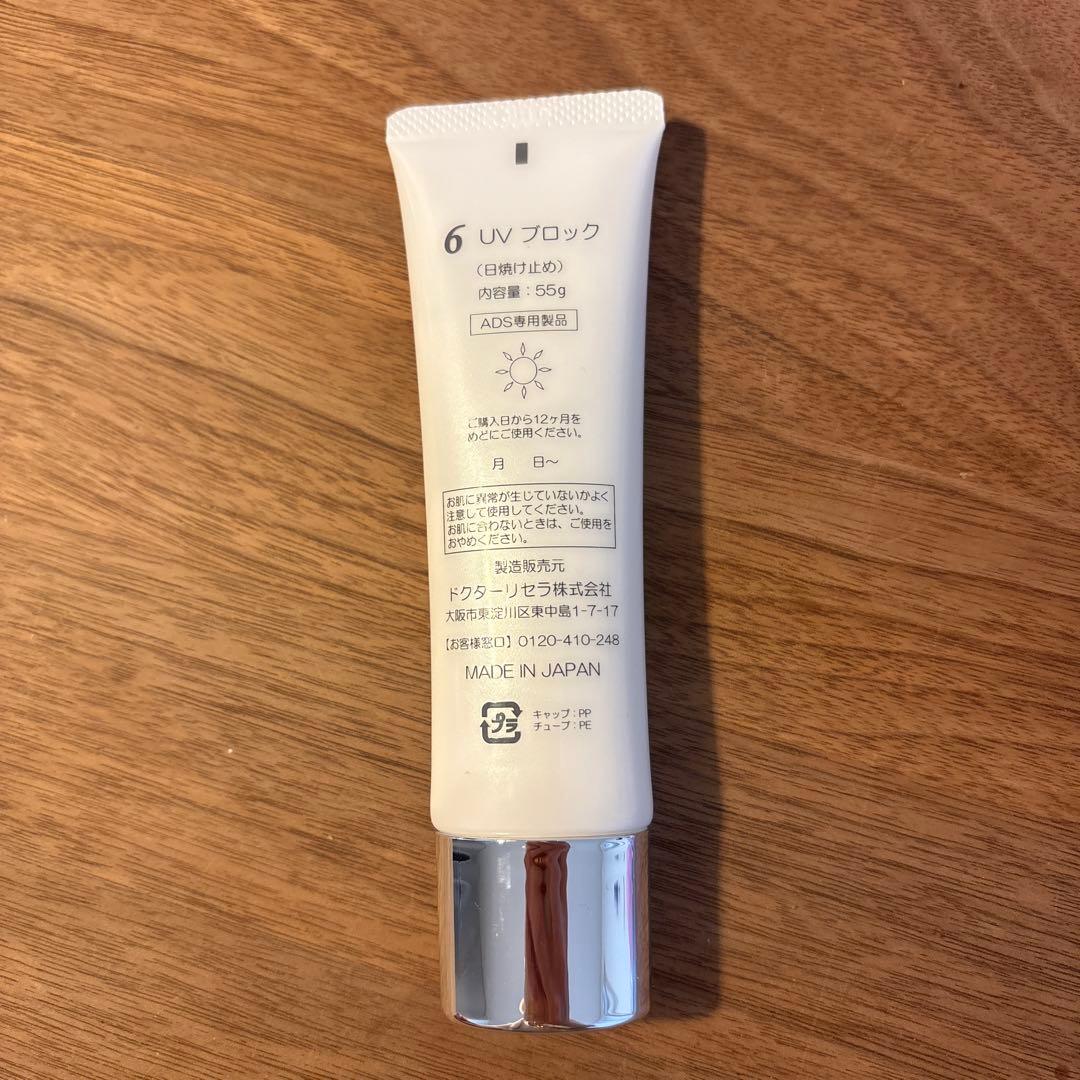 6 UV ブロック
（日焼け止め）
内容量：55g
ADS専用製品
ご購入日から12ヶ月を
めどにご使用ください。
月 日～
お肌に異常が生じていないかよく
注意して使用してください。
お肌に合わないときは、ご使用を
おやめください。
製造販売元
ドクターリセラ株式会社
大阪市東淀川区東中島1-7-17
【お客様窓口】0120-410-248
MADE IN JAPAN
プラ
キャップ：PP
チューブ：PE